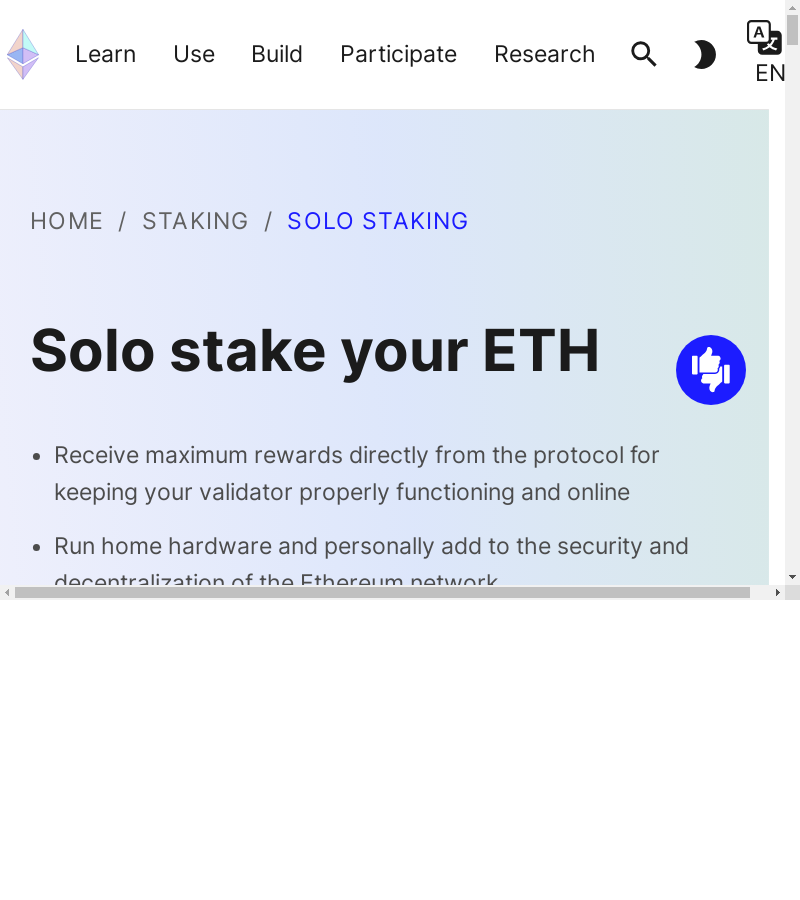 Learn Use Build Participate Research
A
文
EN
HOME / STAKING / SOLO STAKING
Solo stake your ETH
• Receive maximum rewards directly from the protocol for
keeping your validator properly functioning and online
• Run home hardware and personally add to the security and
decentralization of the Ethereum network